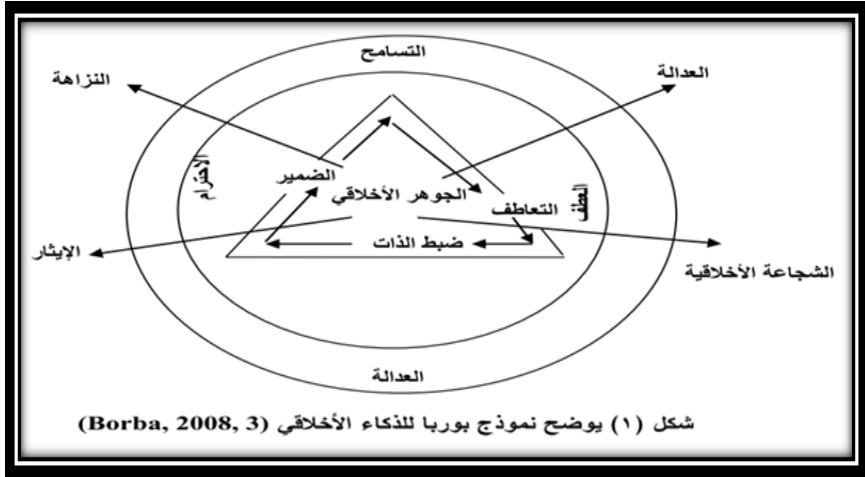 التسامح
العدالة
النزاهة
الاحترام
الضمير
الجوهر الأخلاقي
التعاطف
العطف
ضبط الذات
الإيثار
الشجاعة الأخلاقية
العدالة
شكل (١) يوضح نموذج بوربا للذكاء الأخلاقي (Borba, 2008, 3)